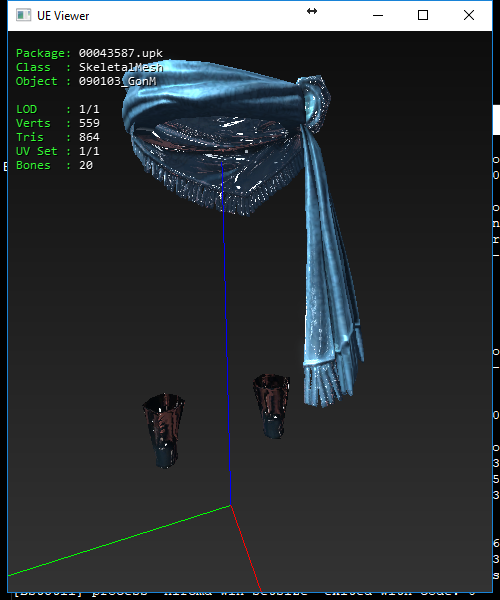 UE Viewer
Package: 00043587.upk
Class : SkeletalMesh
Object : 090103_GonM
LOD : 1/1
Verts : 559
Tris : 864
UV Set : 1/1
Bones : 20